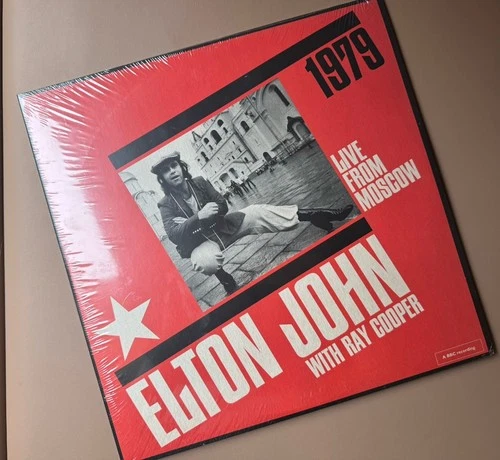 1979
LIVE
FROM
MOSCOW
ELTON JOHN
WITH RAY COOPER
A BBC recording